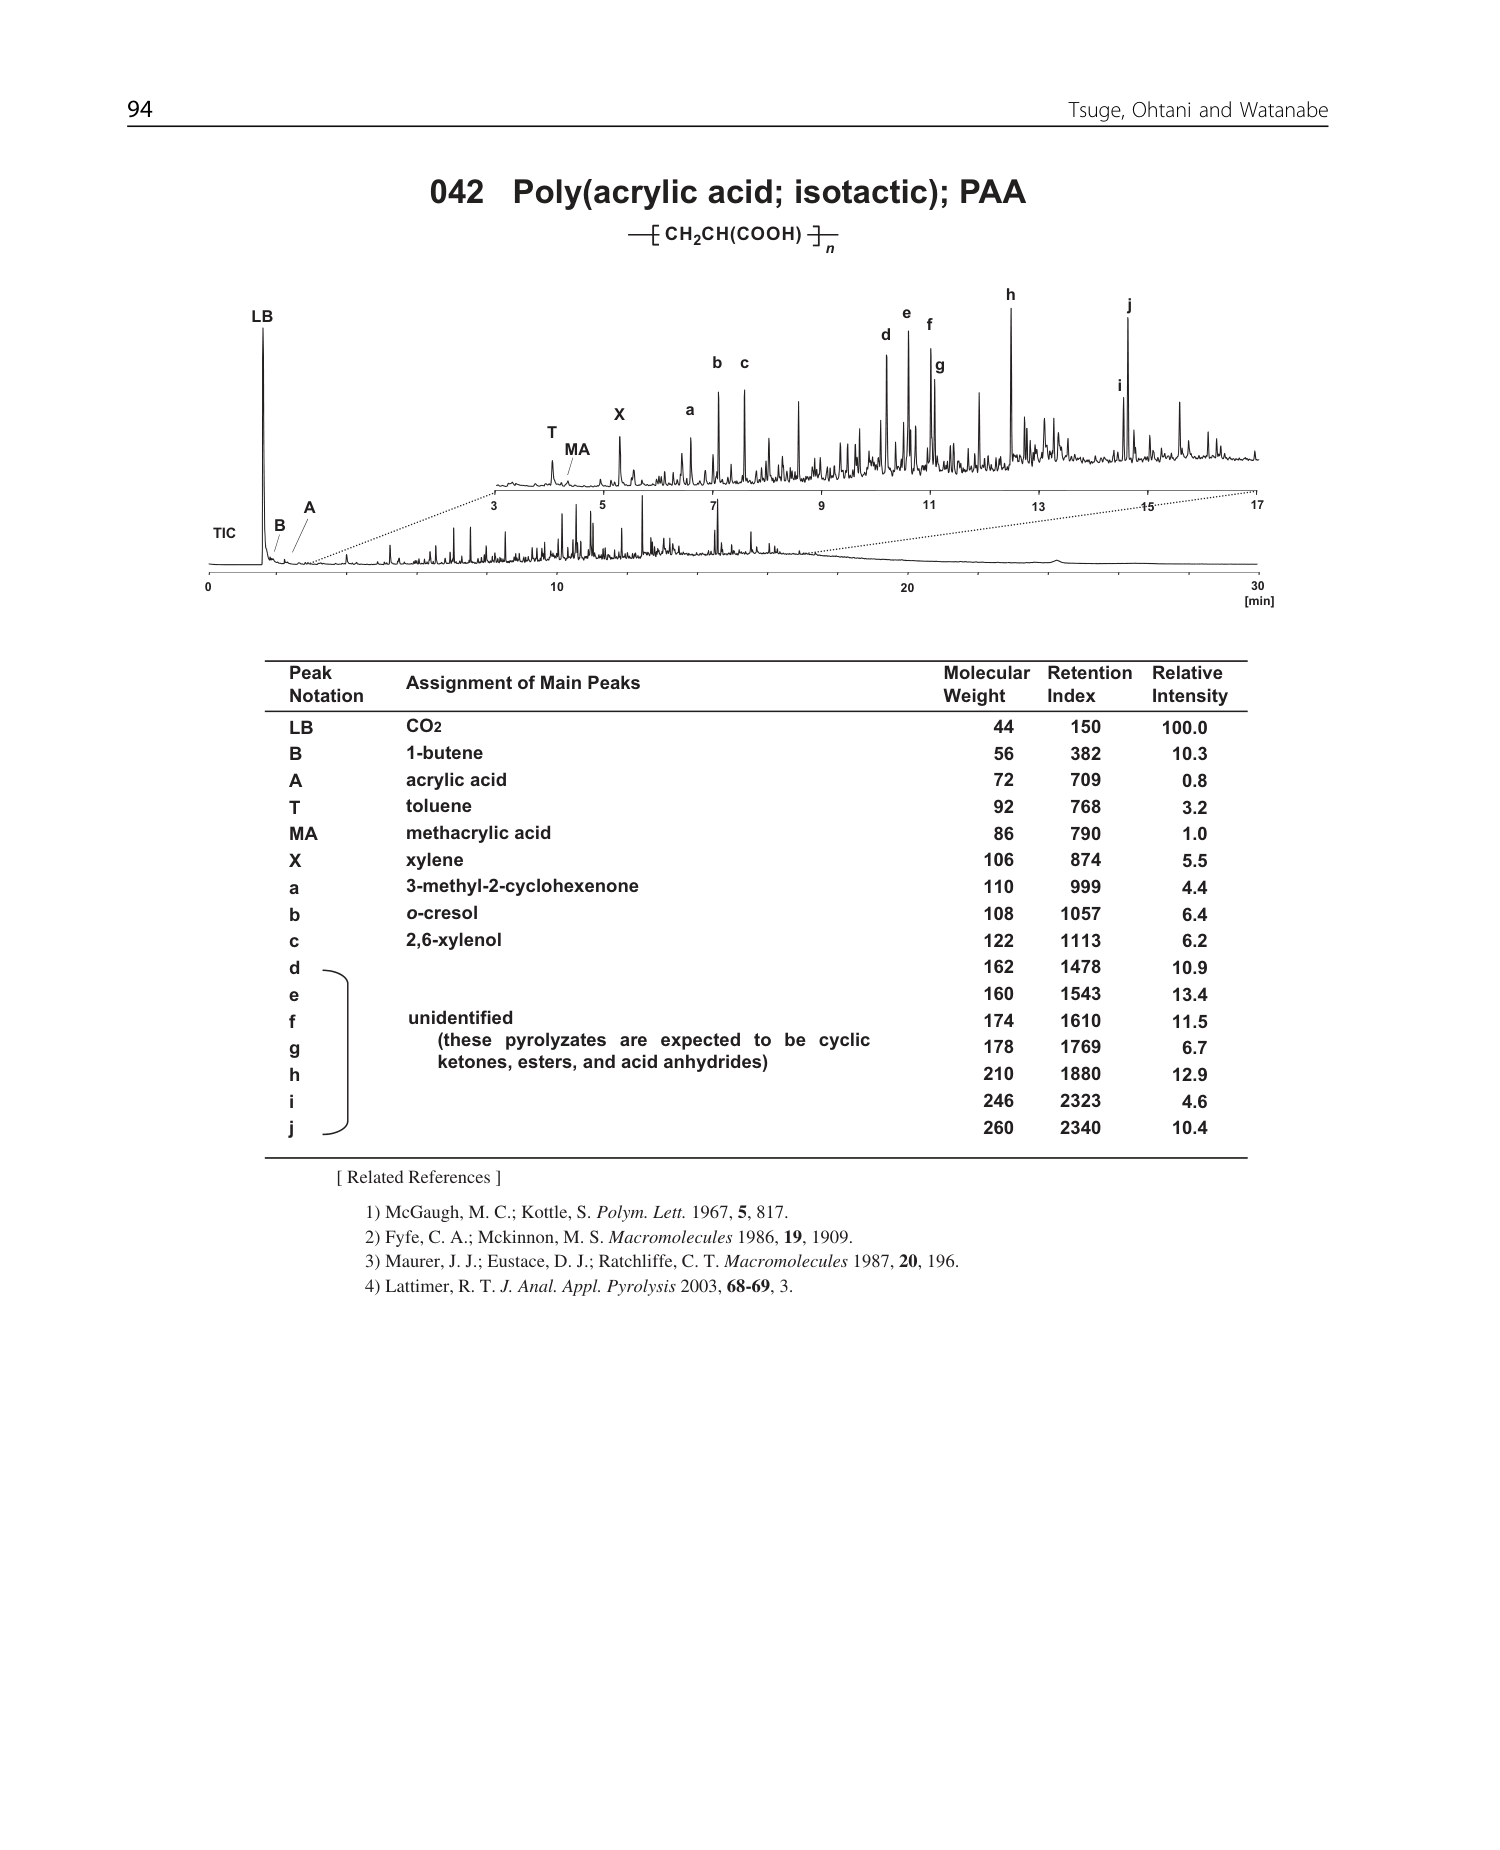 94 Tsuge, Ohtani and Watanabe
042 Poly(acrylic acid; isotactic); PAA
[CH2CH(COOH)]n
h
j
LB
e
f
d
b c
g
i
a
X
T
MA
3 5 7 9 11 13 15 17
A
B
TIC
0 10 20 30
[min]
Peak Notation Assignment of Main Peaks Molecular Weight Retention Index Relative Intensity
LB CO2 44 150 100.0
B 1-butene 56 382 10.3
A acrylic acid 72 709 0.8
T toluene 92 768 3.2
MA methacrylic acid 86 790 1.0
X xylene 106 874 5.5
a 3-methyl-2-cyclohexenone 110 999 4.4
b o-cresol 108 1057 6.4
c 2,6-xylenol 122 1113 6.2
d 162 1478 10.9
e 160 1543 13.4
f unidentified 174 1610 11.5
g (these pyrolyzates are expected to be cyclic 178 1769 6.7
h ketones, esters, and acid anhydrides) 210 1880 12.9
i 246 2323 4.6
j 260 2340 10.4
[ Related References ]
1) McGaugh, M. C.; Kottle, S. Polym. Lett. 1967, 5, 817.
2) Fyfe, C. A.; Mckinnon, M. S. Macromolecules 1986, 19, 1909.
3) Maurer, J. J.; Eustace, D. J.; Ratchliffe, C. T. Macromolecules 1987, 20, 196.
4) Lattimer, R. T. J. Anal. Appl. Pyrolysis 2003, 68-69, 3.